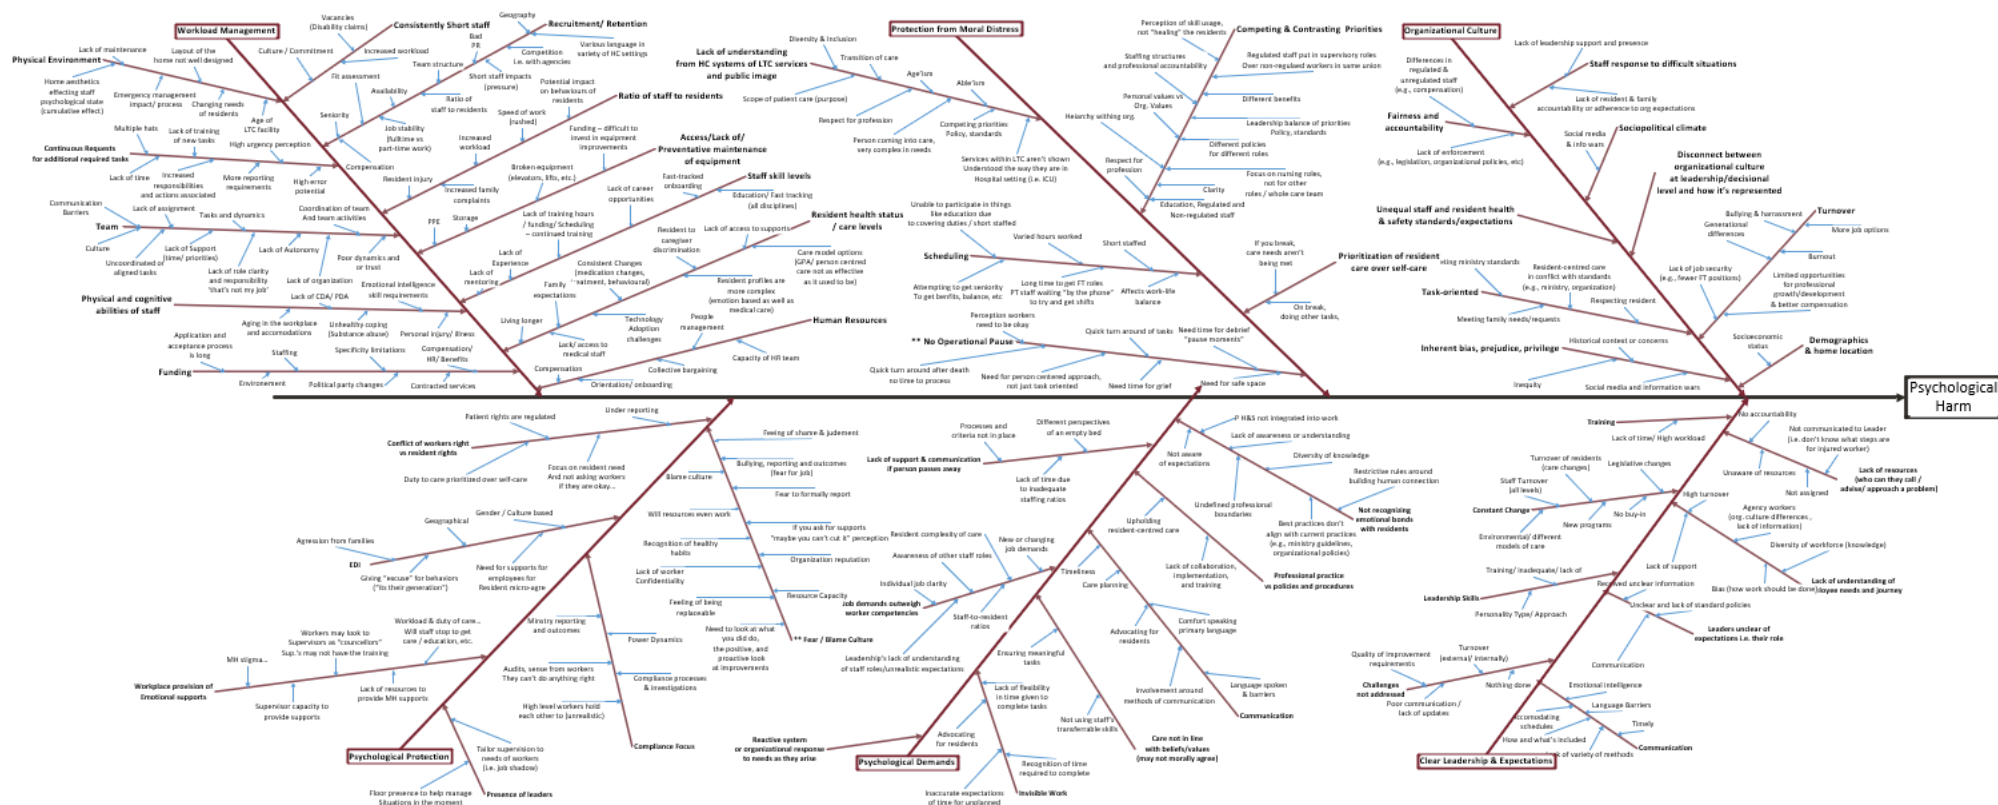 Workload Management
Physical Environment
Lack of maintenance
Layout of the
home not well designed
Home aesthetics
effecting staff
psychological state
(cumulative effect)
Emergency management
impact/ process
Changing needs
of residents
Age of
LTC facility
Consistently Short staff
Vacancies
(Disability claims)
Culture / Commitment
Increased workload
Recruitment/ Retention
Geography
Bad
PR
Various language in
variety of HC settings
Competition
i.e. with agencies
Team structure
Short staff impacts
(pressure)
Fit assessment
Availability
Ratio of
staff to residents
Seniority
Job stability
(fulltime vs
part-time work)
Compensation
Continuous Requests
for additional required tasks
Multiple hats
Lack of training
of new tasks
High urgency perception
Lack of time
Increased
responsibilities
and actions associated
More reporting
requirements
High error
potential
Ratio of staff to residents
Potential impact
on behaviours of
residents
Speed of work
(rushed)
Increased
workload
Resident injury
Increased family
complaints
Access/Lack of/
Preventative maintenance
of equipment
Funding – difficult to
invest in equipment
improvements
Broken equipment
(elevators, lifts, etc.)
Storage
PPE
Team
Communication
Barriers
Lack of assignment
Tasks and dynamics
Coordination of team
And team activities
Culture
Uncoordinated or
aligned tasks
Lack of Support
(time/ priorities)
Lack of role clarity
and responsibility
'that's not my job'
Lack of Autonomy
Lack of organization
Poor dynamics and
or trust
Staff skill levels
Fast-tracked
onboarding
Education/ Fast tracking
(all disciplines)
Lack of career
opportunities
Lack of training hours
/ funding/ Scheduling
– continued training
Lack of
Experience
Lack of
mentoring
Resident health status
/ care levels
Lack of access to supports
Resident to
caregiver
discrimination
Care model options
(GPA/ person centred
care not as effective
as it used to be)
Resident profiles are
more complex
(emotion based as well as
medical care)
Consistent Changes
(medication changes,
eatment, behavioural)
Family
expectations
Technology
Adoption
challenges
Living longer
Lack/ access to
medical staff
Physical and cognitive
abilities of staff
Lack of CDA/ PDA
Emotional intelligence
skill requirements
Aging in the workplace
and accomodations
Unhealthy coping
(Substance abuse)
Personal injury/ Illness
Human Resources
People
management
Capacity of HR team
Collective bargaining
Compensation
Orientation/ onboarding
Funding
Application and
acceptance process
is long
Staffing
Specificity limitations
Compensation/
HR/ Benefits
Environement
Political party changes
Contracted services
Protection from Moral Distress
Lack of understanding
from HC systems of LTC services
and public image
Diversity & Inclusion
Transition of care
Age'ism
Able'ism
Scope of patient care (purpose)
Respect for profession
Person coming into care,
very complex in needs
Competing priorities
Policy, standards
Services within LTC aren't shown
Understood the way they are in
Hospital setting (i.e. ICU)
Competing & Contrasting Priorities
Perception of skill usage,
not "healing" the residents
Staffing structures
and professional accountability
Regulated staff put in supervisory roles
Over non-regulased workers in same union
Personal values vs
Org. Values
Different benefits
Heiarchy withing org.
Leadership balance of priorities
Policy, standards
Different policies
for different roles
Respect for
profession
Focus on nursing roles,
not for other
roles / whole care team
Clarity
Education, Regulated and
Non-regulated staff
Scheduling
Unable to participate in things
like education due
to covering duties / short staffed
Varied hours worked
Short staffed
Attempting to get seniority
To get benfits, balance, etc
Long time to get FT roles
PT staff waiting "by the phone"
to try and get shifts
Affects work-life
balance
Prioritization of resident
care over self-care
If you break,
care needs aren't
being met
On break,
doing other tasks,
** No Operational Pause
Perception workers
need to be okay
Quick turn around of tasks
Need time for debrief
"pause moments"
Quick turn around after death
no time to process
Need for person centered approach,
not just task oriented
Need time for grief
Need for safe space
Organizational Culture
Staff response to difficult situations
Lack of leadership support and presence
Lack of resident & family
accountability or adherence to org expectations
Fairness and
accountability
Differences in
regulated &
unregulated staff
(e.g., compensation)
Lack of enforcement
(e.g., legislation, organizational policies, etc)
Sociopolitical climate
Social media
& info wars
Disconnect between
organizational culture
at leadership/decisional
level and how it's represented
Unequal staff and resident health
& safety standards/expectations
Turnover
Bullying & harassment
Generational
differences
More job options
Burnout
Lack of job security
(e.g., fewer FT positions)
Limited opportunities
for professional
growth/development
& better compensation
Task-oriented
eting ministry standards
Resident-centred care
in conflict with standards
(e.g., ministry, organization)
Respecting resident
Meeting family needs/requests
Inherent bias, prejudice, privilege
Historical context or concerns
Inequity
Social media and information wars
Demographics
& home location
Socioeconomic
status
Psychological
Harm
Psychological Protection
Conflict of workers right
vs resident rights
Patient rights are regulated
Under reporting
Duty to care prioritized over self-care
Focus on resident need
And not asking workers
if they are okay...
EDI
Agression from families
Geographical
Gender / Culture based
Giving "excuse" for behaviors
("its their generation")
Need for supports for
employees for
Resident micro-agre
Workplace provision of
Emotional supports
MH stigma...
Workers may look to
Supervisors as "councellors"
Sup.'s may not have the training
Workload & duty of care...
Will staff stop to get
care / education, etc.
Supervisor capacity to
provide supports
Lack of resources to
provide MH supports
** Fear / Blame Culture
Feeing of shame & judement
Blame culture
Bullying, reporting and outcomes
(fear for job)
Fear to formally report
Will resources even work
If you ask for supports
"maybe you can't cut it" perception
Recognition of healthy
habits
Organization reputation
Lack of worker
Confidentiality
Resource Capacity
Feeling of being
replaceable
Need to look at what
you did do,
the positive, and
proactive look
at improvements
Compliance Focus
Minstry reporting
and outcomes
Power Dynamics
Audits, sense from workers
They can't do anything right
Compliance processes
& investigations
High level workers hold
each other to (unrealistic)
Presence of leaders
Tailor supervision to
needs of workers
(i.e. job shadow)
Floor presence to help manage
Situations in the moment
Psychological Demands
Lack of support & communication
if person passes away
Processes and
criteria not in place
Different perspectives
of an empty bed
Lack of time due
to inadequate
staffing ratios
Not recognizing
emotional bonds
with residents
P H&S not integrated into work
Not aware
of expectations
Lack of awareness or understanding
Diversity of knowledge
Undefined professional
boundaries
Restrictive rules around
building human connection
Best practices don't
align with current practices
(e.g., ministry guidelines,
organizational policies)
Professional practice
vs policies and procedures
Upholding
resident-centred care
Lack of collaboration,
implementation,
and training
Job demands outweigh
worker competencies
Resident complexity of care
New or changing
job demands
Awareness of other staff roles
Individual job clarity
Staff-to-resident
ratios
Leadership's lack of understanding
of staff roles/unrealistic expectations
Communication
Timeliness
Care planning
Comfort speaking
primary language
Advocating for
residents
Language spoken
& barriers
Involvement around
methods of communication
Care not in line
with beliefs/values
(may not morally agree)
Ensuring meaningful
tasks
Not using staff's
transferrable skills
Invisible Work
Lack of flexibility
in time given to
complete tasks
Advocating
for residents
Recognition of time
required to complete
Inaccurate expectations
of time for unplanned
Reactive system
or organizational response
to needs as they arise
Clear Leadership & Expectations
Training
Lack of time/ High workload
No accountability
Lack of resources
(who can they call /
advise/ approach a problem)
Not communicated to Leader
(i.e. don't know what steps are
for injured worker)
Unaware of resources
Not assigned
Constant Change
Turnover of residents
(care changes)
Legislative changes
Staff Turnover
(all levels)
Environmental/ different
models of care
New programs
No buy-in
Lack of understanding of
loyee needs and journey
High turnover
Agency workers
(org. culture differences ,
lack of information)
Diversity of workforce (knowledge)
Lack of support
Bias (how work should be done)
Leadership Skills
Training/ inadequate/ lack of
Personality Type/ Approach
Leaders unclear of
expectations i.e. their role
Received unclear information
Unclear and lack of standard policies
Communication
Challenges
not addressed
Quality of Improvement
requirements
Turnover
(external/ internally)
Poor communication /
lack of updates
Nothing done
Communication
Emotional intelligence
Language Barriers
Timely
ccomodating
schedules
How and what's included
k of variety of methods